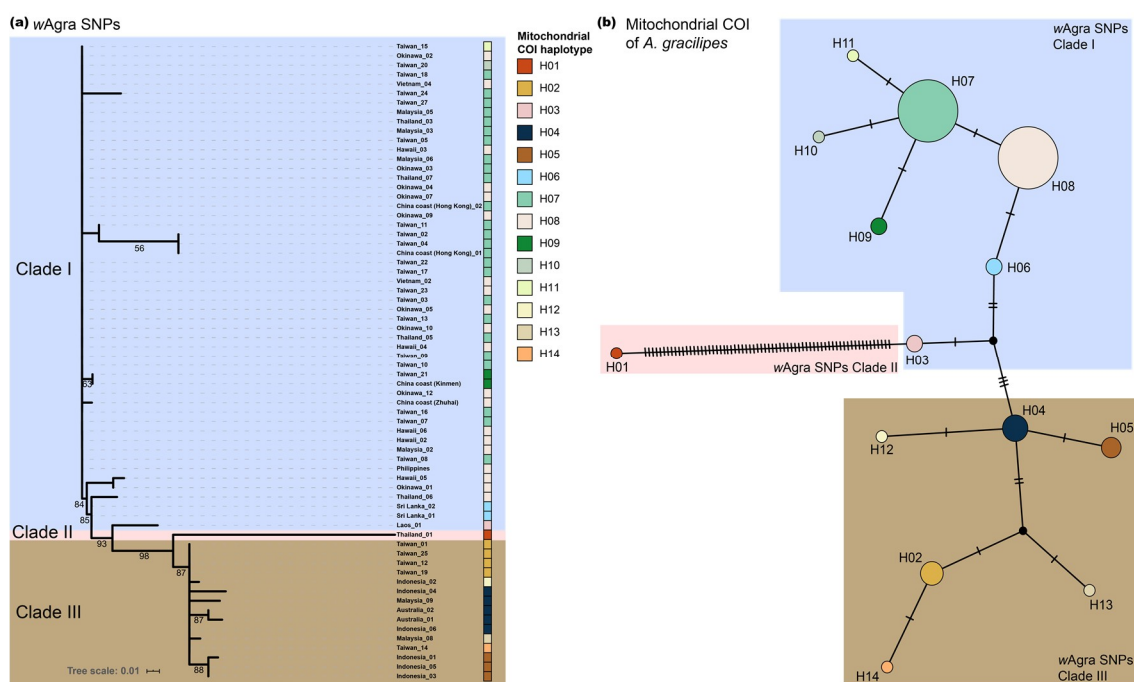 (a) wAgra SNPs
Taiwan_15
Okinawa_02
Taiwan_20
Taiwan_18
Vietnam_04
Taiwan_24
Taiwan_27
Malaysia_05
Thailand_03
Malaysia_03
Taiwan_05
Hawaii_03
Malaysia_06
Okinawa_03
Thailand_07
Okinawa_04
Okinawa_07
China coast (Hong Kong)_02
Okinawa_09
Taiwan_11
Taiwan_02
Taiwan_04
China coast (Hong Kong)_01
Taiwan_22
Taiwan_17
Vietnam_02
Taiwan_23
Taiwan_03
Okinawa_05
Taiwan_13
Okinawa_10
Thailand_05
Hawaii_04
Taiwan_09
Taiwan_10
Taiwan_21
China coast (Kinmen)
Okinawa_12
China coast (Zhuhai)
Taiwan_16
Taiwan_07
Hawaii_06
Hawaii_02
Malaysia_02
Taiwan_08
Philippines
Hawaii_05
Okinawa_01
Thailand_06
Sri Lanka_02
Sri Lanka_01
Laos_01
Thailand_01
Taiwan_01
Taiwan_25
Taiwan_12
Taiwan_19
Indonesia_02
Indonesia_04
Malaysia_09
Australia_02
Australia_01
Indonesia_06
Malaysia_08
Taiwan_14
Indonesia_01
Indonesia_05
Indonesia_03
Clade I
Clade II
Clade III
56
63
84
85
93
98
87
87
88
Tree scale: 0.01
Mitochondrial
COI haplotype
H01
H02
H03
H04
H05
H06
H07
H08
H09
H10
H11
H12
H13
H14
(b) Mitochondrial COI
of A. gracilipes
wAgra SNPs
Clade I
H11
H07
H10
H08
H09
H06
H03
H01
wAgra SNPs Clade II
H04
H05
H12
H02
H13
H14
wAgra SNPs
Clade III